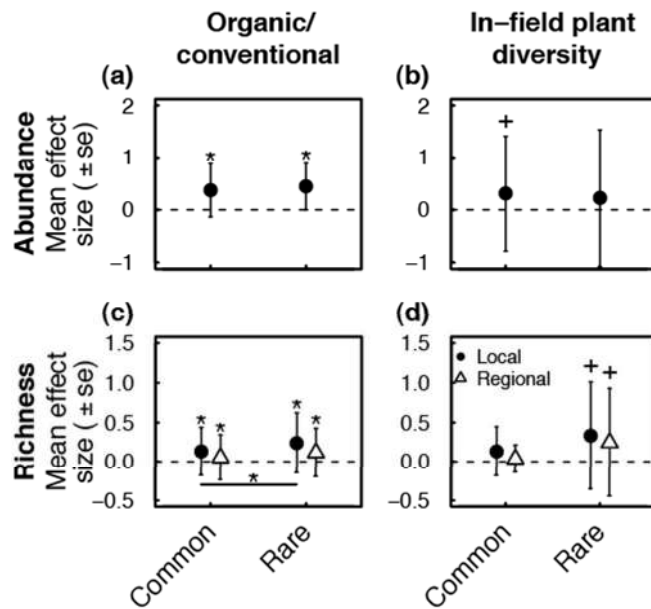 Organic/
conventional
In-field plant
diversity
(a)
(b)
Abundance
Mean effect
size ( ±se)
2
1
0
−1
*
*
2
1
0
−1
+
(c)
(d)
Richness
Mean effect
size ( ±se)
1.5
1.0
0.5
0.0
−0.5
* * * *
*
1.5
1.0
0.5
0.0
−0.5
Local
Regional
+ +
Common
Rare
Common
Rare